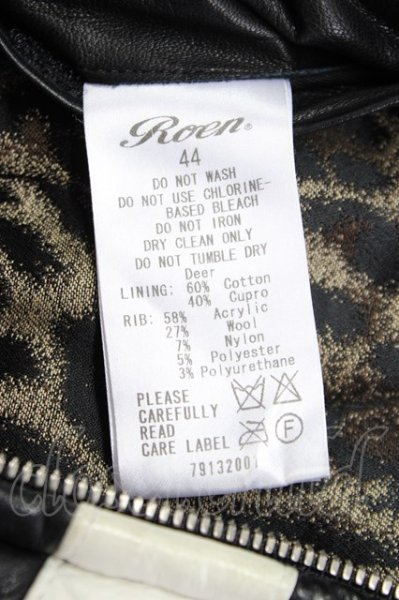 Roen®
44
DO NOT WASH
DO NOT USE CHLORINE-
BASED BLEACH
DO NOT IRON
DRY CLEAN ONLY
DO NOT TUMBLE DRY
Deer
LINING: 60% Cotton
40% Cupro
RIB: 58% Acrylic
27% Wool
7% Nylon
5% Polyester
3% Polyurethane
PLEASE
CAREFULLY
READ
CARE LABEL
F
79132001